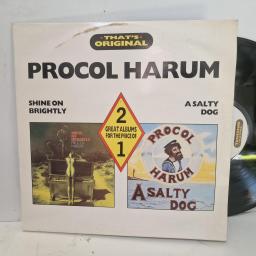 THAT'S
ORIGINAL
PROCOL HARUM
SHINE ON
BRIGHTLY
A SALTY
DOG
2
GREAT ALBUMS
FOR THE PRICE OF
1
PROCOL
HARUM
A SALTY
DOG